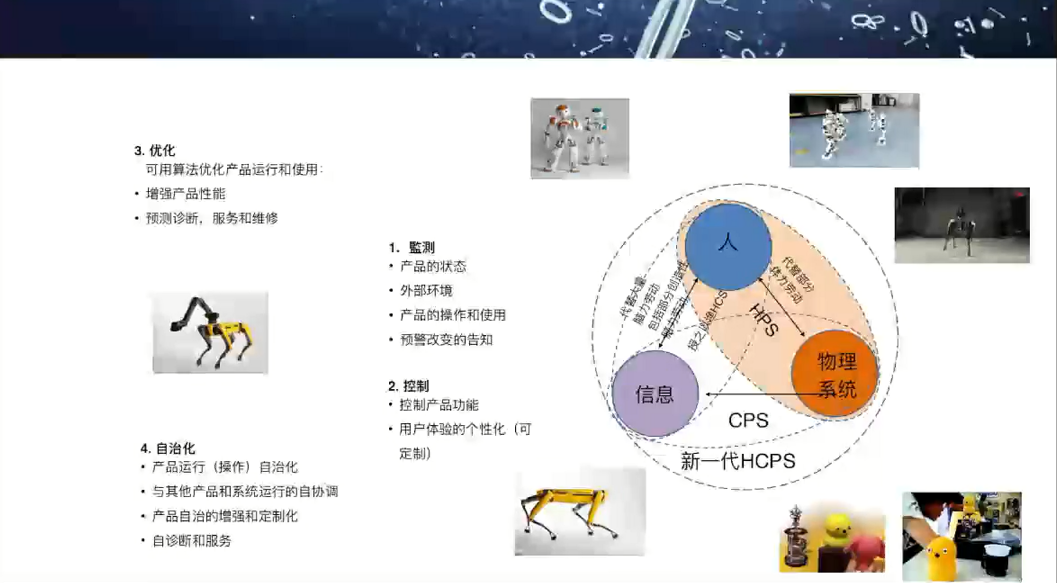 3. 优化
可用算法优化产品运行和使用：
• 增强产品性能
• 预测诊断，服务和维修
1. 監测
• 产品的状态
• 外部环境
• 产品的操作和使用
• 预警改变的告知
2. 控制
• 控制产品功能
• 用户体验的个性化（可
定制）
4. 自治化
• 产品运行（操作）自治化
• 与其他产品和系统运行的自协调
• 产品自治的增强和定制化
• 自诊断和服务
人
代替大量
脑力劳动
包括部分创造性
脑力劳动
HCS
代替部分
体力劳动
HPS
信息
物理
系统
CPS
新一代HCPS